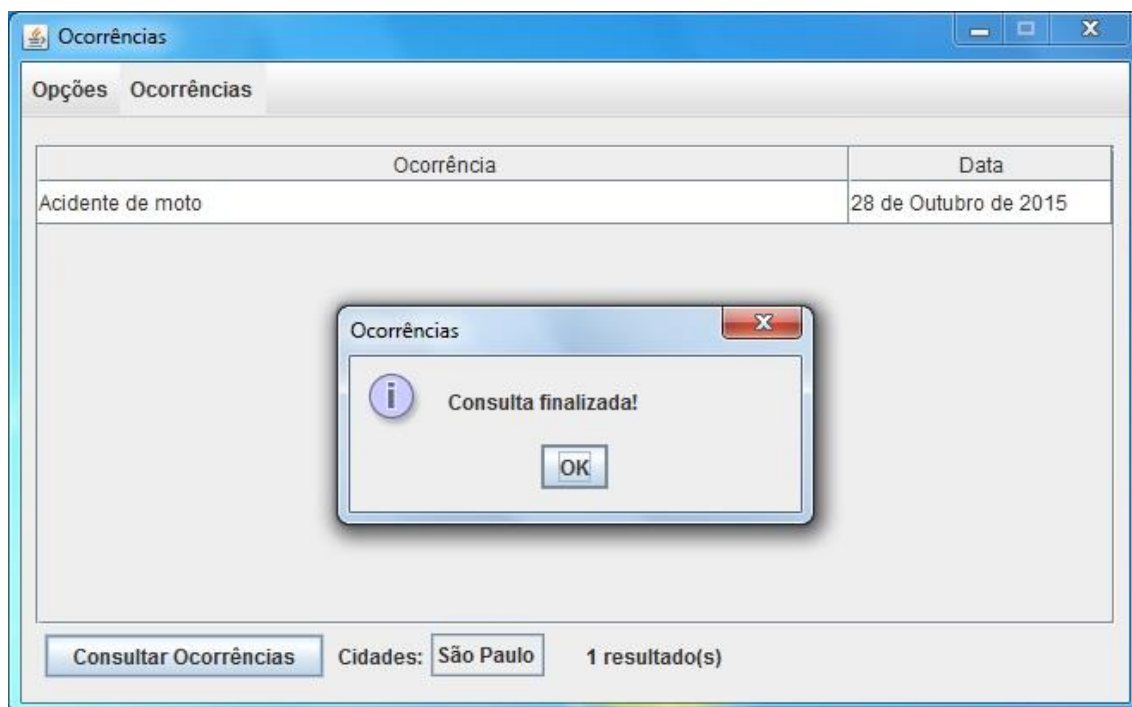 Ocorrências
Opções Ocorrências
Ocorrência Data
Acidente de moto 28 de Outubro de 2015
Ocorrências
Consulta finalizada!
OK
Consultar Ocorrências Cidades: São Paulo 1 resultado(s)